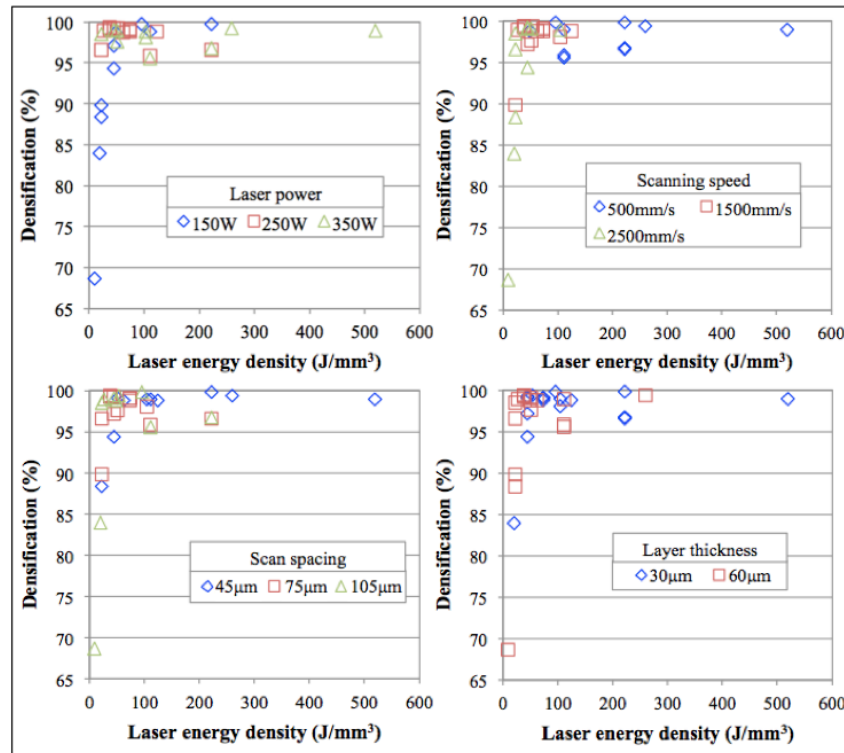 Densification (%)
100
95
90
85
80
75
70
65
Laser power
150W 250W 350W
0 100 200 300 400 500 600
Laser energy density (J/mm³)
Densification (%)
100
95
90
85
80
75
70
65
Scanning speed
500mm/s 1500mm/s
2500mm/s
0 100 200 300 400 500 600
Laser energy density (J/mm³)
Densification (%)
100
95
90
85
80
75
70
65
Scan spacing
45µm 75µm 105µm
0 100 200 300 400 500 600
Laser energy density (J/mm³)
Densification (%)
100
95
90
85
80
75
70
65
Layer thickness
30µm 60µm
0 100 200 300 400 500 600
Laser energy density (J/mm³)